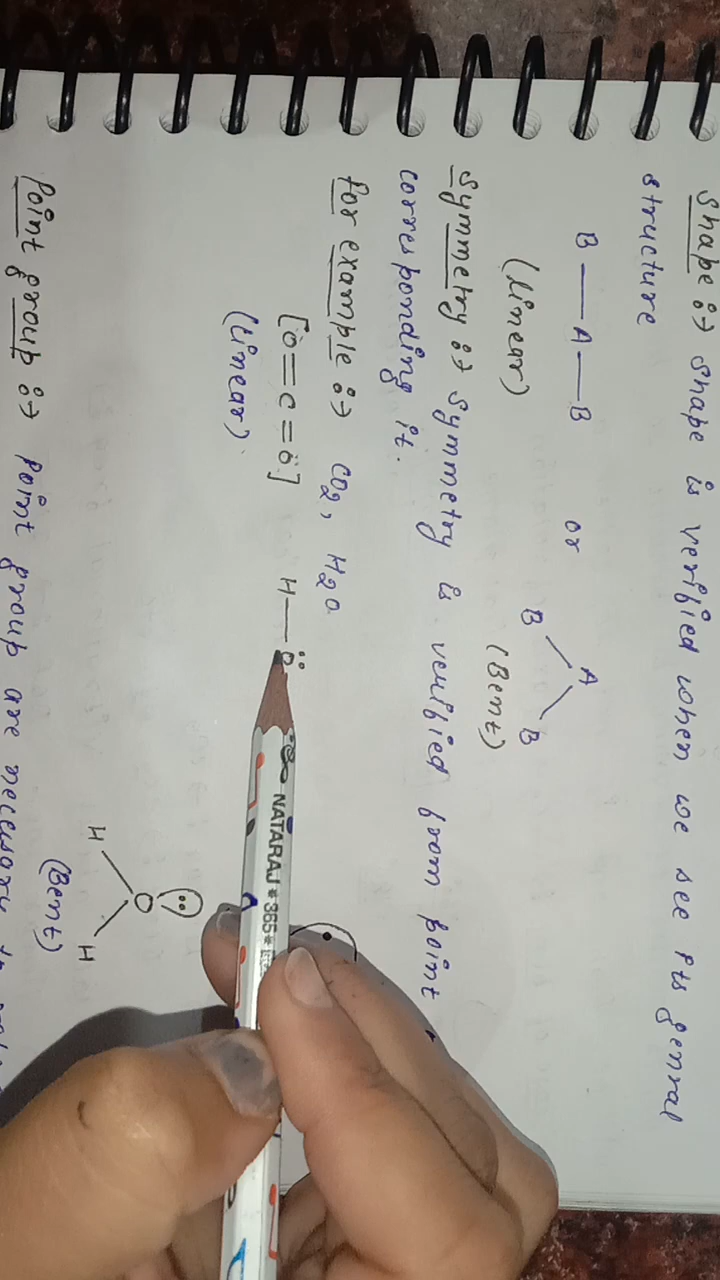 Shape :→ Shape is verified when we see its genral
structure
B — A — B or B A B
(Linear) (Bent)
Symmetry :→ Symmetry is verified from point
corresponding it.
for example :→ CO2, H2O
[Ö=C=Ö] H—Ö
(Linear)
NATARAJ 365
O
H H
(Bent)
Point group :→ Point group are necessary